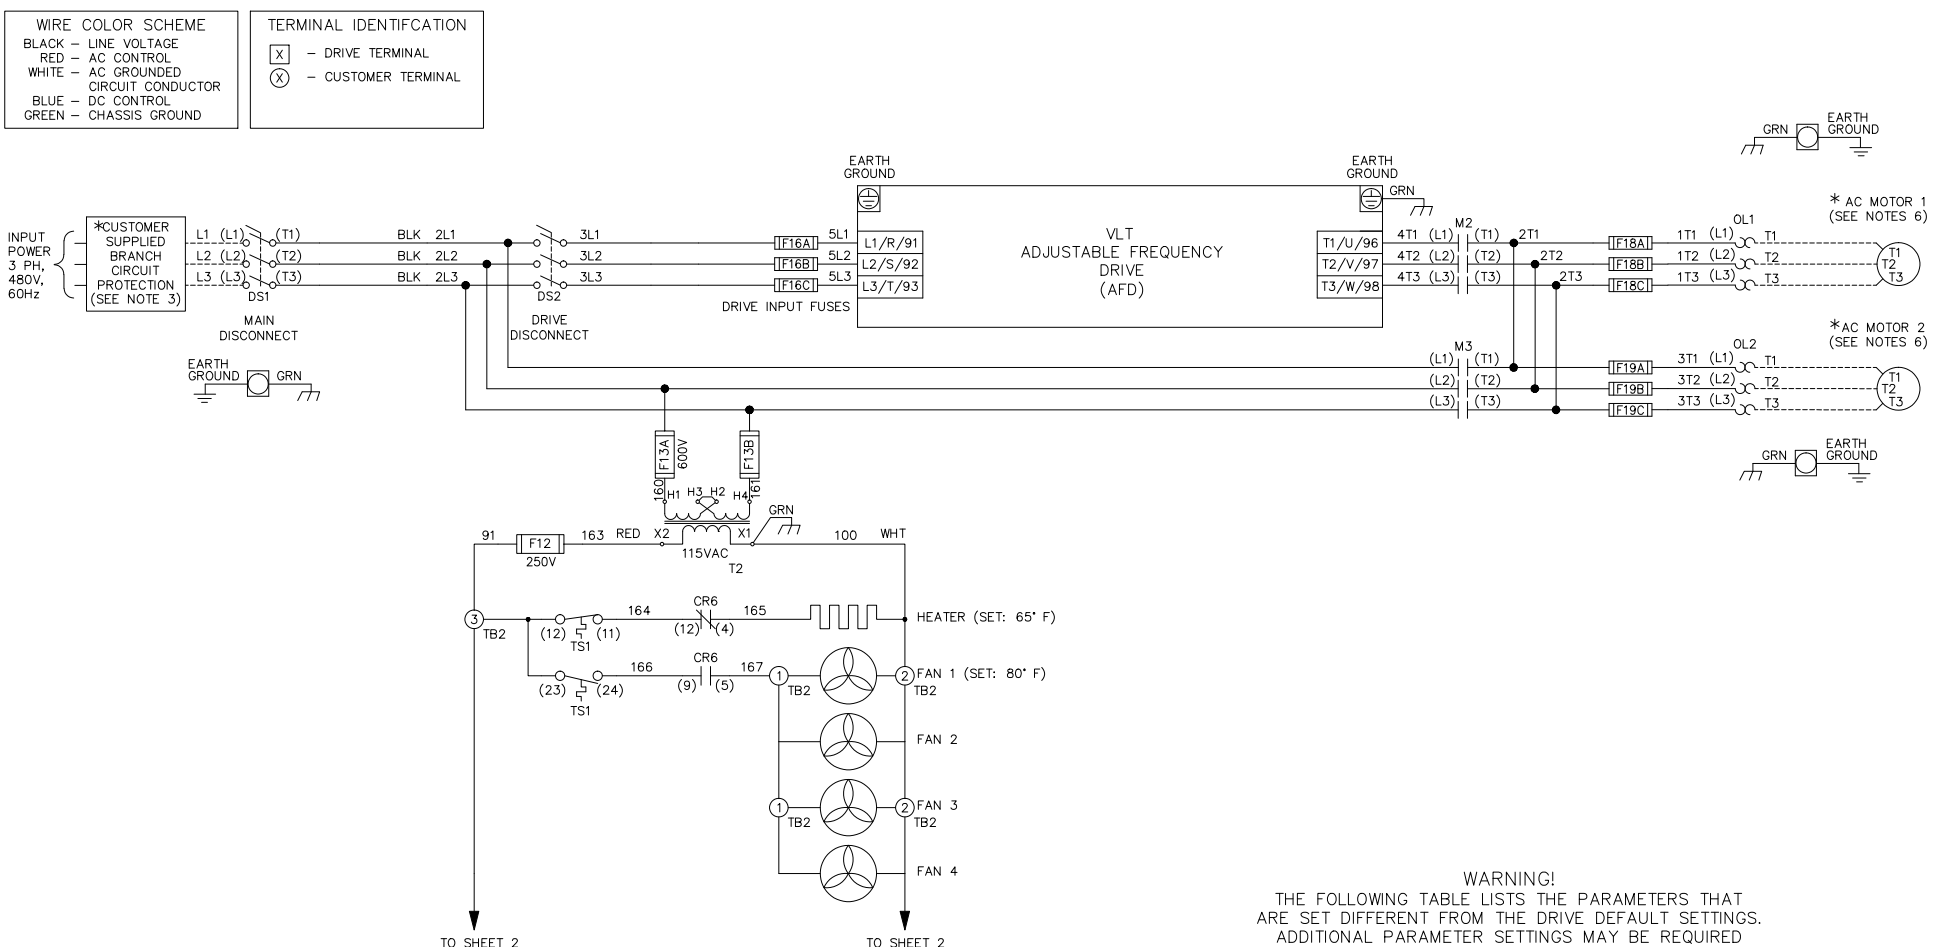 WIRE COLOR SCHEME
BLACK – LINE VOLTAGE
RED – AC CONTROL
WHITE – AC GROUNDED
CIRCUIT CONDUCTOR
BLUE – DC CONTROL
GREEN – CHASSIS GROUND
TERMINAL IDENTIFCATION
X – DRIVE TERMINAL
X – CUSTOMER TERMINAL
INPUT
POWER
3 PH,
480V,
60Hz
*CUSTOMER
SUPPLIED
BRANCH
CIRCUIT
PROTECTION
(SEE NOTE 3)
L1 (L1) (T1) BLK 2L1 3L1 F16A 5L1 L1/R/91
L2 (L2) (T2) BLK 2L2 3L2 F16B 5L2 L2/S/92
L3 (L3) (T3) BLK 2L3 3L3 F16C 5L3 L3/T/93
DS1
MAIN
DISCONNECT
DS2
DRIVE
DISCONNECT
DRIVE INPUT FUSES
EARTH
GROUND
GRN
EARTH
GROUND
VLT
ADJUSTABLE FREQUENCY
DRIVE
(AFD)
EARTH
GROUND
GRN
M2
T1/U/96 4T1 (L1) (T1) 2T1 F18A 1T1 (L1) T1
T2/V/97 4T2 (L2) (T2) 2T2 F18B 1T2 (L2) T2
T3/W/98 4T3 (L3) (T3) 2T3 F18C 1T3 (L3) T3
OL1
GRN
EARTH
GROUND
* AC MOTOR 1
(SEE NOTES 6)
T1
T2
T3
M3
(L1) (T1) F19A 3T1 (L1) T1
(L2) (T2) F19B 3T2 (L2) T2
(L3) (T3) F19C 3T3 (L3) T3
OL2
*AC MOTOR 2
(SEE NOTES 6)
T1
T2
T3
GRN
EARTH
GROUND
F13A
600V
F13B
160
H1 H3 H2 H4
161
GRN
91 F12 163 RED X2 X1 100 WHT
250V
115VAC
T2
3
TB2
(12) (11)
TS1
164
CR6
(12) (4)
165
HEATER (SET: 65° F)
(23) (24)
TS1
166
CR6
(9) (5)
167
1
TB2
2
TB2
FAN 1 (SET: 80° F)
FAN 2
1
TB2
2
TB2
FAN 3
FAN 4
TO SHEET 2
TO SHEET 2
WARNING!
THE FOLLOWING TABLE LISTS THE PARAMETERS THAT
ARE SET DIFFERENT FROM THE DRIVE DEFAULT SETTINGS.
ADDITIONAL PARAMETER SETTINGS MAY BE REQUIRED